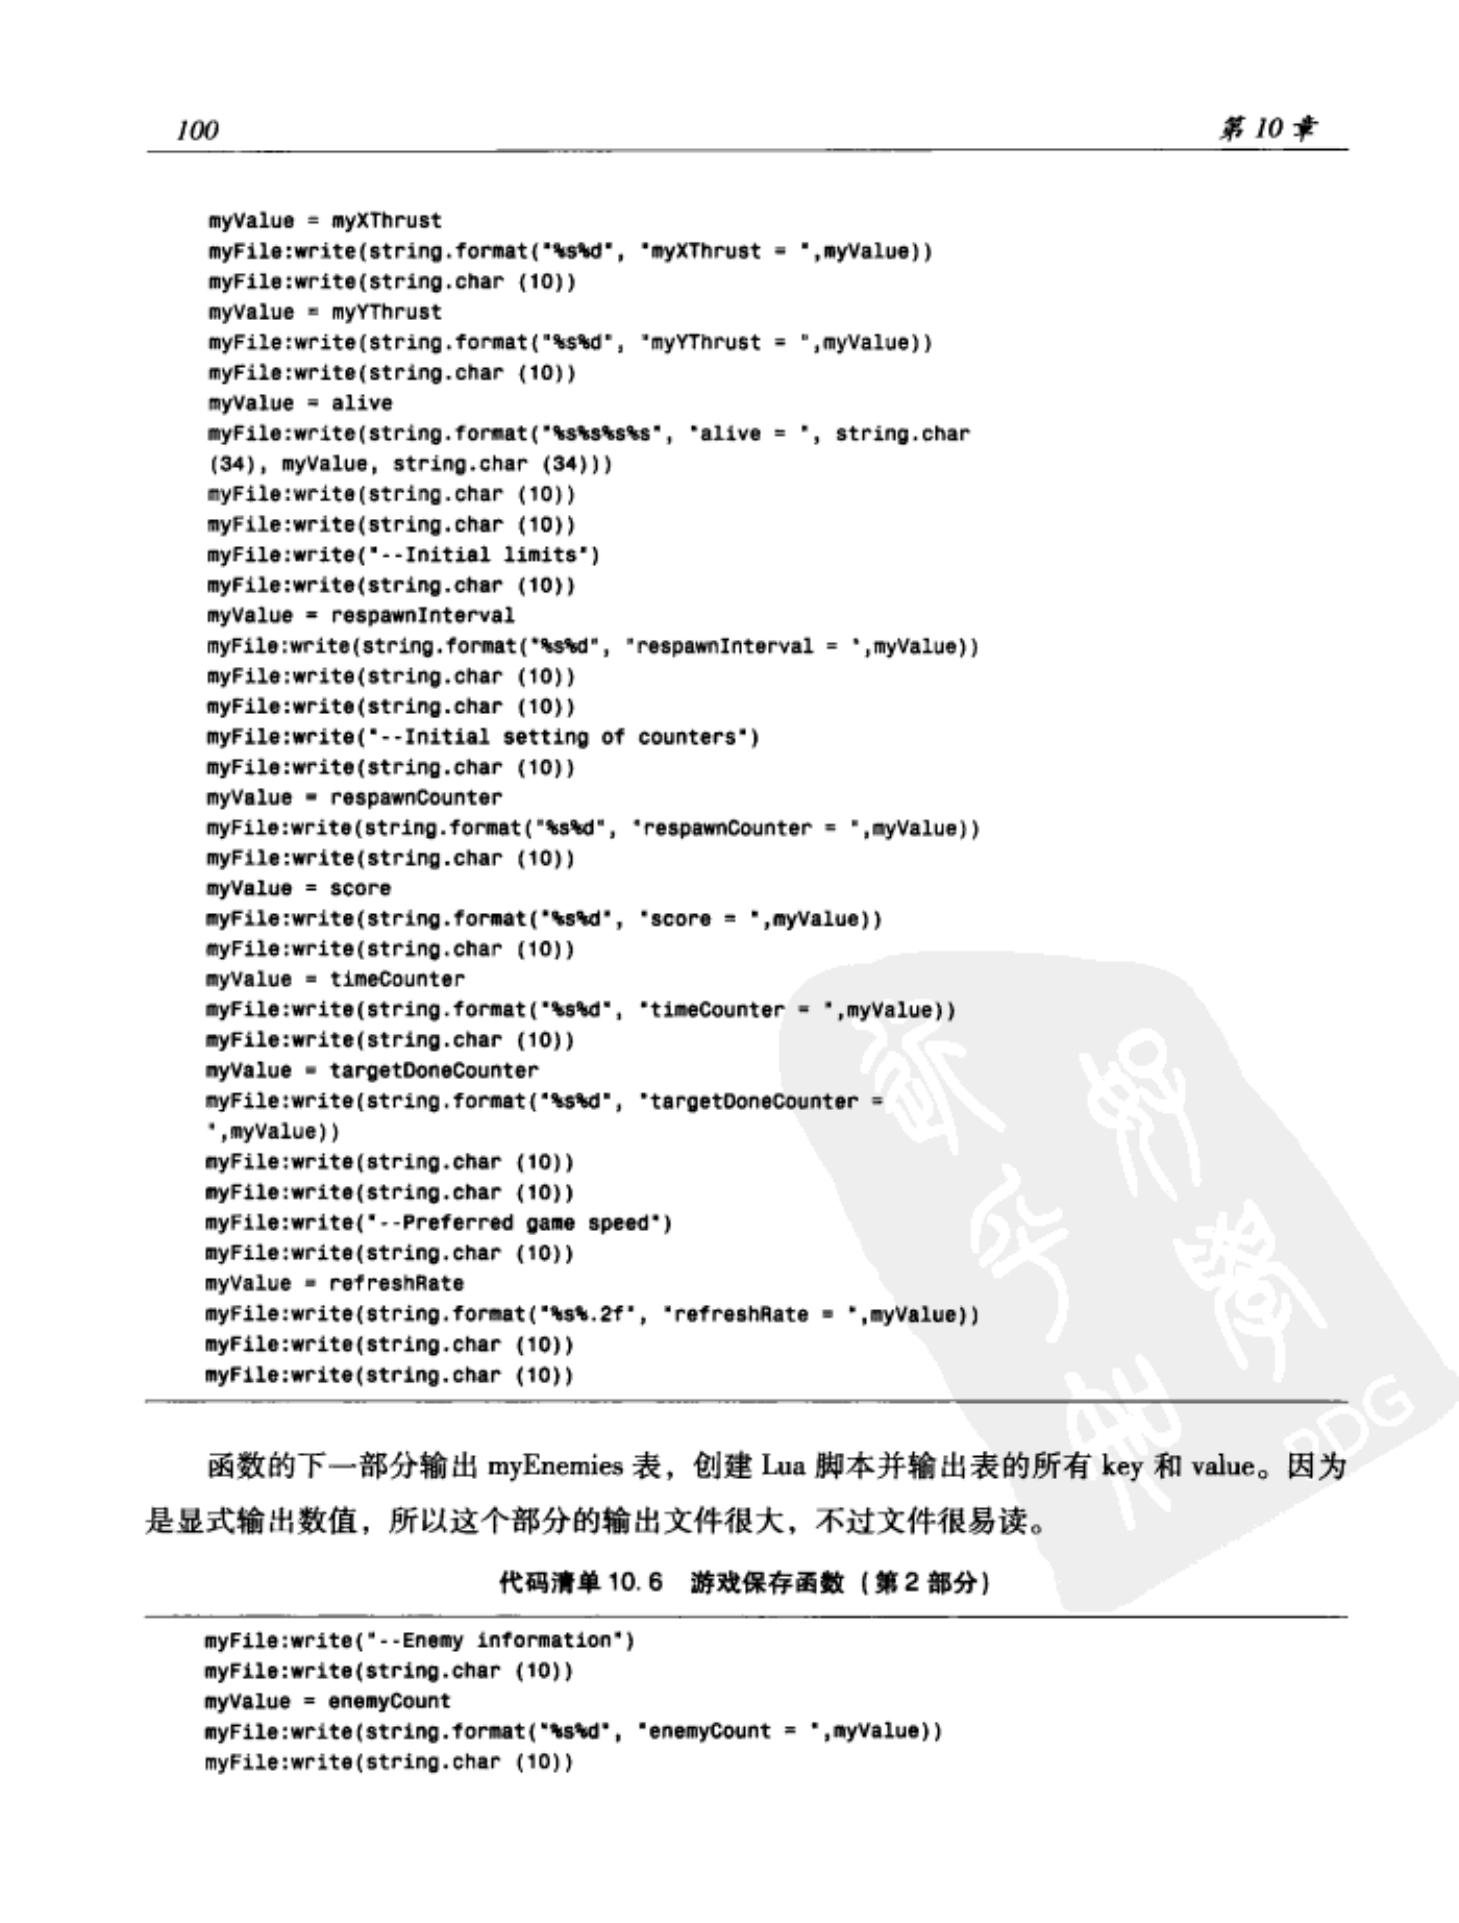 100 第 10 章
myValue = myXThrust
myFile:write(string.format("%s%d", "myXThrust = ",myValue))
myFile:write(string.char (10))
myValue = myYThrust
myFile:write(string.format("%s%d", "myYThrust = ",myValue))
myFile:write(string.char (10))
myValue = alive
myFile:write(string.format("%s%s%s%s", "alive = ", string.char
(34), myValue, string.char (34)))
myFile:write(string.char (10))
myFile:write(string.char (10))
myFile:write("--Initial limits")
myFile:write(string.char (10))
myValue = respawnInterval
myFile:write(string.format("%s%d", "respawnInterval = ",myValue))
myFile:write(string.char (10))
myFile:write(string.char (10))
myFile:write("--Initial setting of counters")
myFile:write(string.char (10))
myValue = respawnCounter
myFile:write(string.format("%s%d", "respawnCounter = ",myValue))
myFile:write(string.char (10))
myValue = score
myFile:write(string.format("%s%d", "score = ",myValue))
myFile:write(string.char (10))
myValue = timeCounter
myFile:write(string.format("%s%d", "timeCounter = ",myValue))
myFile:write(string.char (10))
myValue = targetDoneCounter
myFile:write(string.format("%s%d", "targetDoneCounter =
",myValue))
myFile:write(string.char (10))
myFile:write(string.char (10))
myFile:write("--Preferred game speed")
myFile:write(string.char (10))
myValue = refreshRate
myFile:write(string.format("%s%.2f", "refreshRate = ",myValue))
myFile:write(string.char (10))
myFile:write(string.char (10))
函数的下一部分输出 myEnemies 表，创建 Lua 脚本并输出表的所有 key 和 value。因为
是显式输出数值，所以这个部分的输出文件很大，不过文件很易读。
代码清单 10.6 游戏保存函数（第 2 部分）
myFile:write("--Enemy information")
myFile:write(string.char (10))
myValue = enemyCount
myFile:write(string.format("%s%d", "enemyCount = ",myValue))
myFile:write(string.char (10))
PDG